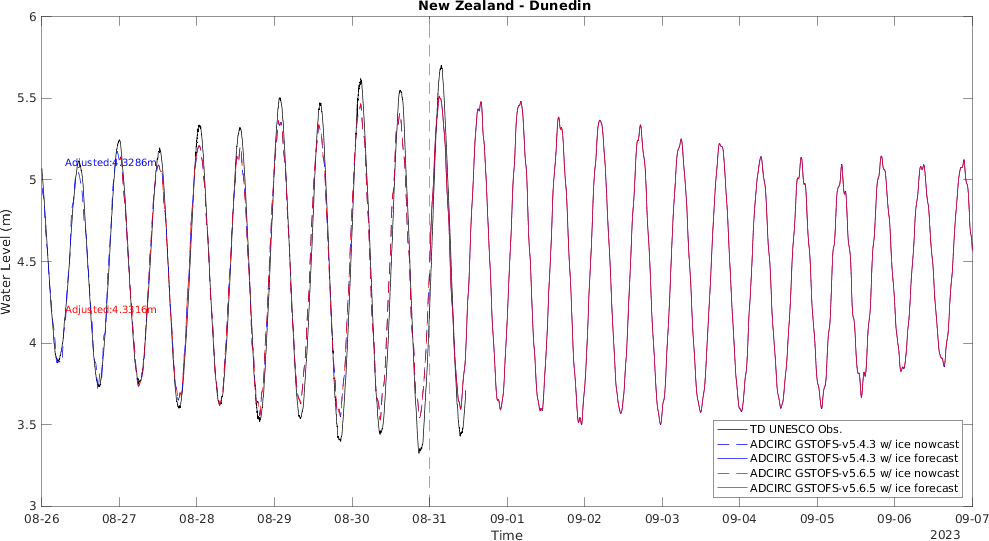 New Zealand - Dunedin
6
5.5
5
4.5
4
3.5
3
Water Level (m)
Adjusted:4.3286m
Adjusted:4.3316m
TD UNESCO Obs.
ADCIRC GSTOFS-v5.4.3 w/ ice nowcast
ADCIRC GSTOFS-v5.4.3 w/ ice forecast
ADCIRC GSTOFS-v5.6.5 w/ ice nowcast
ADCIRC GSTOFS-v5.6.5 w/ ice forecast
08-26 08-27 08-28 08-29 08-30 08-31 09-01 09-02 09-03 09-04 09-05 09-06 09-07
Time
2023